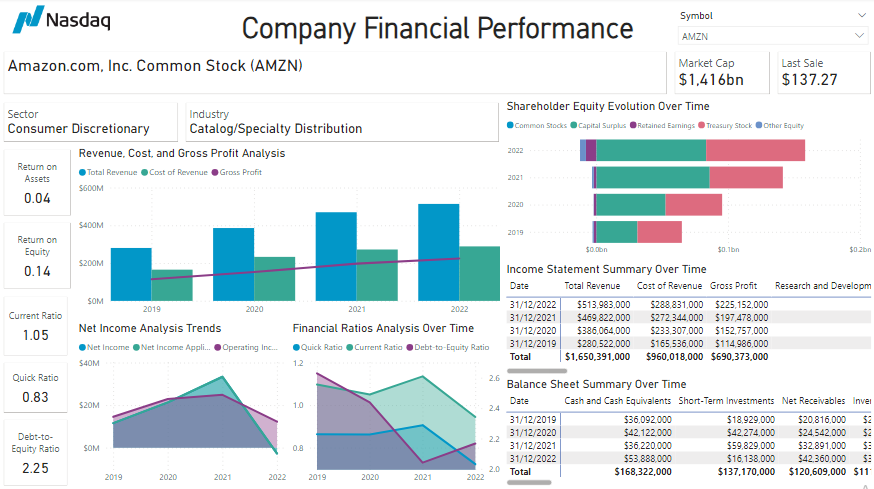 Nasdaq
Company Financial Performance
Symbol
AMZN
Amazon.com, Inc. Common Stock (AMZN)
Market Cap
$1,416bn
Last Sale
$137.27
Sector
Consumer Discretionary
Industry
Catalog/Specialty Distribution
Return on
Assets
0.04
Return on
Equity
0.14
Current Ratio
1.05
Quick Ratio
0.83
Debt-to-
Equity Ratio
2.25
Revenue, Cost, and Gross Profit Analysis
Total Revenue Cost of Revenue Gross Profit
$600M
$400M
$200M
$0M
2019 2020 2021 2022
Net Income Analysis Trends
Net Income Net Income Appli... Operating Inc...
$40M
$20M
$0M
2019 2020 2021 2022
Financial Ratios Analysis Over Time
Quick Ratio Current Ratio Debt-to-Equity Ratio
1.2
1.0
0.8
2.6
2.4
2.2
2.0
2019 2020 2021 2022
Shareholder Equity Evolution Over Time
Common Stocks Capital Surplus Retained Earnings Treasury Stock Other Equity
2022
2021
2020
2019
$0.0bn $0.1bn $0.2bn
Income Statement Summary Over Time
Date Total Revenue Cost of Revenue Gross Profit Research and Developm
31/12/2022 $513,983,000 $288,831,000 $225,152,000
31/12/2021 $469,822,000 $272,344,000 $197,478,000
31/12/2020 $386,064,000 $233,307,000 $152,757,000
31/12/2019 $280,522,000 $165,536,000 $114,986,000
Total $1,650,391,000 $960,018,000 $690,373,000
Balance Sheet Summary Over Time
Date Cash and Cash Equivalents Short-Term Investments Net Receivables Inve
31/12/2019 $36,092,000 $18,929,000 $20,816,000 $2
31/12/2020 $42,122,000 $42,274,000 $24,542,000 $2
31/12/2021 $36,220,000 $59,829,000 $32,891,000 $3
31/12/2022 $53,888,000 $16,138,000 $42,360,000 $3
Total $168,322,000 $137,170,000 $120,609,000 $11